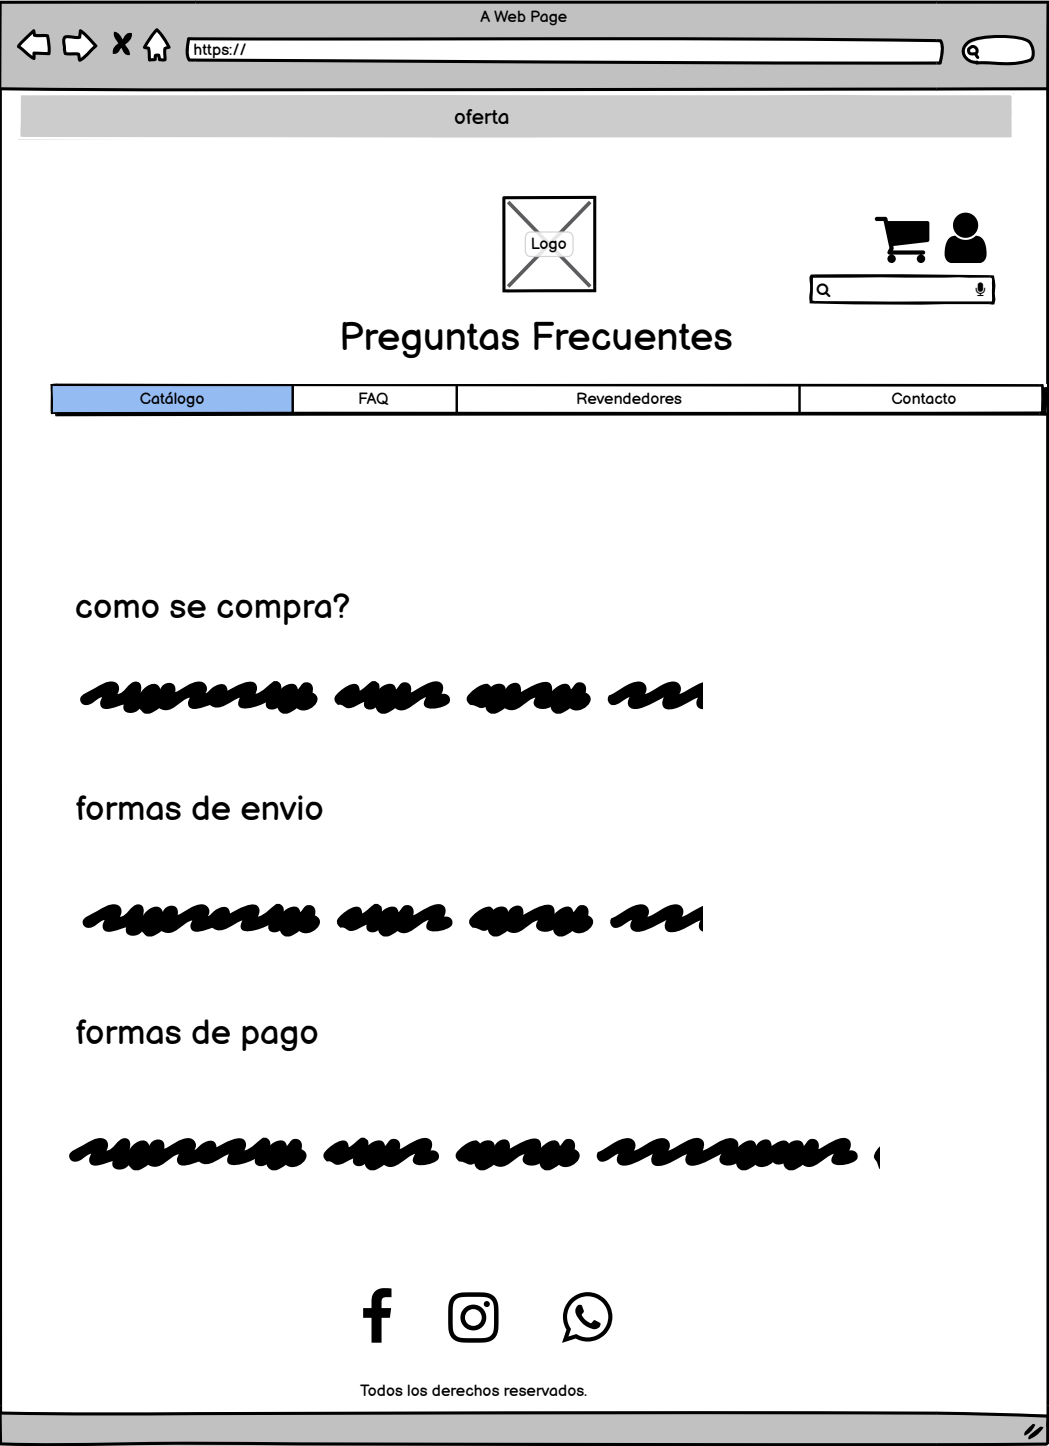 A Web Page
https://
oferta
Logo
Preguntas Frecuentes
Catálogo FAQ Revendedores Contacto
como se compra?
formas de envio
formas de pago
Todos los derechos reservados.